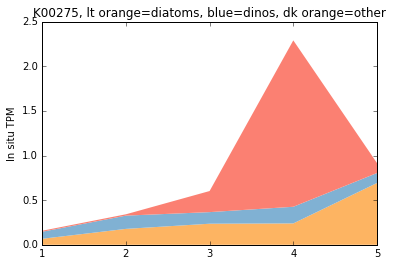 K00275, lt orange=diatoms, blue=dinos, dk orange=other
2.5
2.0
1.5
1.0
0.5
0.0
In situ TPM
1 2 3 4 5